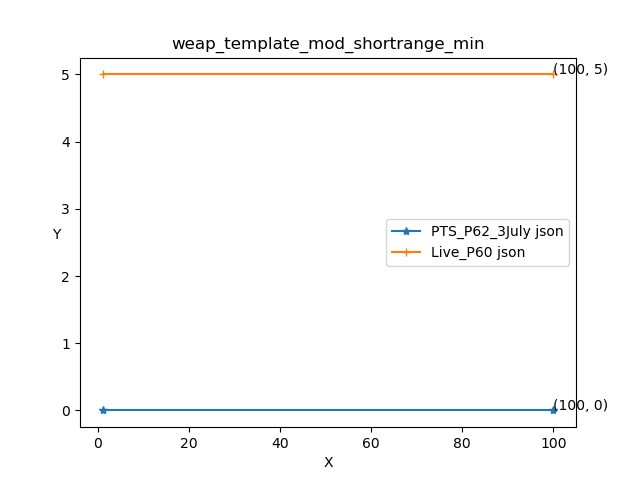 weap_template_mod_shortrange_min
(100, 5)
5
4
3
2
1
0
Y
PTS_P62_3July json
Live_P60 json
(100, 0)
0 20 40 60 80 100
X